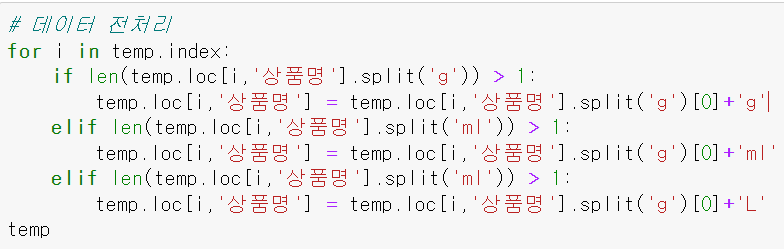 # 데이터 전처리
for i in temp.index:
    if len(temp.loc[i,'상품명'].split('g')) > 1:
        temp.loc[i,'상품명'] = temp.loc[i,'상품명'].split('g')[0]+'g'
    elif len(temp.loc[i,'상품명'].split('ml')) > 1:
        temp.loc[i,'상품명'] = temp.loc[i,'상품명'].split('g')[0]+'ml'
    elif len(temp.loc[i,'상품명'].split('ml')) > 1:
        temp.loc[i,'상품명'] = temp.loc[i,'상품명'].split('g')[0]+'L'
temp